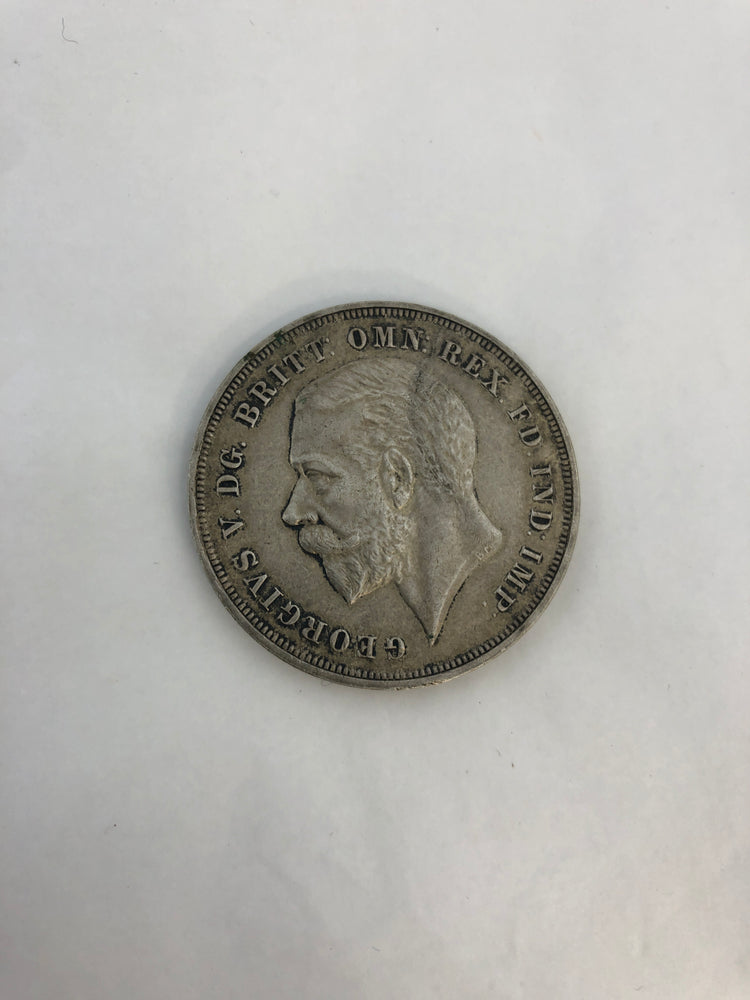 GEORGIVS V. DG. BRITT: OMN: REX. FD. IND: IMP.